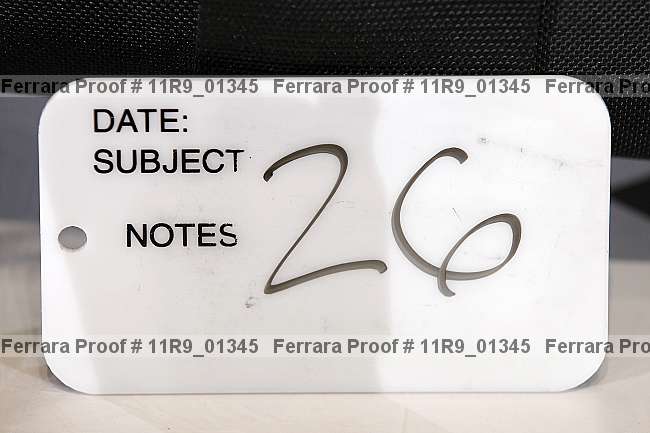 Ferrara Proof # 11R9_01345 Ferrara Proof # 11R9_01345 Ferrara Pro
DATE:
SUBJECT
NOTES
26
Ferrara Proof # 11R9_01345 Ferrara Proof # 11R9_01345 Ferrara Pro